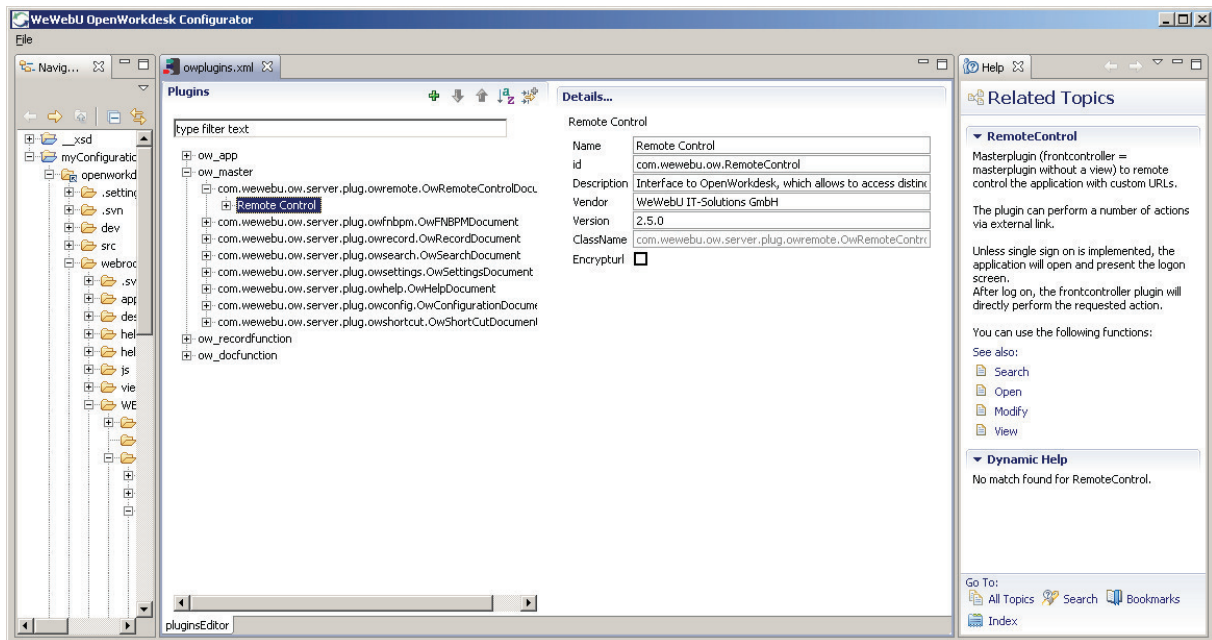 WeWebU OpenWorkdesk Configurator
File
Navig...
__xsd
myConfiguratic
openworkd
.setting
.svn
dev
src
webroo
.sv
app
des
hel
hel
js
vie
WE
owplugins.xml
Plugins
type filter text
ow_app
ow_master
com.wewebu.ow.server.plug.owremote.OwRemoteControlDocu
Remote Control
com.wewebu.ow.server.plug.owfnbpm.OwFNBPMDocument
com.wewebu.ow.server.plug.owrecord.OwRecordDocument
com.wewebu.ow.server.plug.owsearch.OwSearchDocument
com.wewebu.ow.server.plug.owsettings.OwSettingsDocument
com.wewebu.ow.server.plug.owhelp.OwHelpDocument
com.wewebu.ow.server.plug.owconfig.OwConfigurationDocume
com.wewebu.ow.server.plug.owshortcut.OwShortCutDocument
ow_recordfunction
ow_docfunction
pluginsEditor
Details...
Remote Control
Name Remote Control
id com.wewebu.ow.RemoteControl
Description Interface to OpenWorkdesk, which allows to access distinc
Vendor WeWebU IT-Solutions GmbH
Version 2.5.0
ClassName com.wewebu.ow.server.plug.owremote.OwRemoteContro
Encrypturl
Help
Related Topics
RemoteControl
Masterplugin (frontcontroller =
masterplugin without a view) to remote
control the application with custom URLs.
The plugin can perform a number of actions
via external link.
Unless single sign on is implemented, the
application will open and present the logon
screen.
After log on, the frontcontroller plugin will
directly perform the requested action.
You can use the following functions:
See also:
Search
Open
Modify
View
Dynamic Help
No match found for RemoteControl.
Go To:
All Topics Search Bookmarks
Index